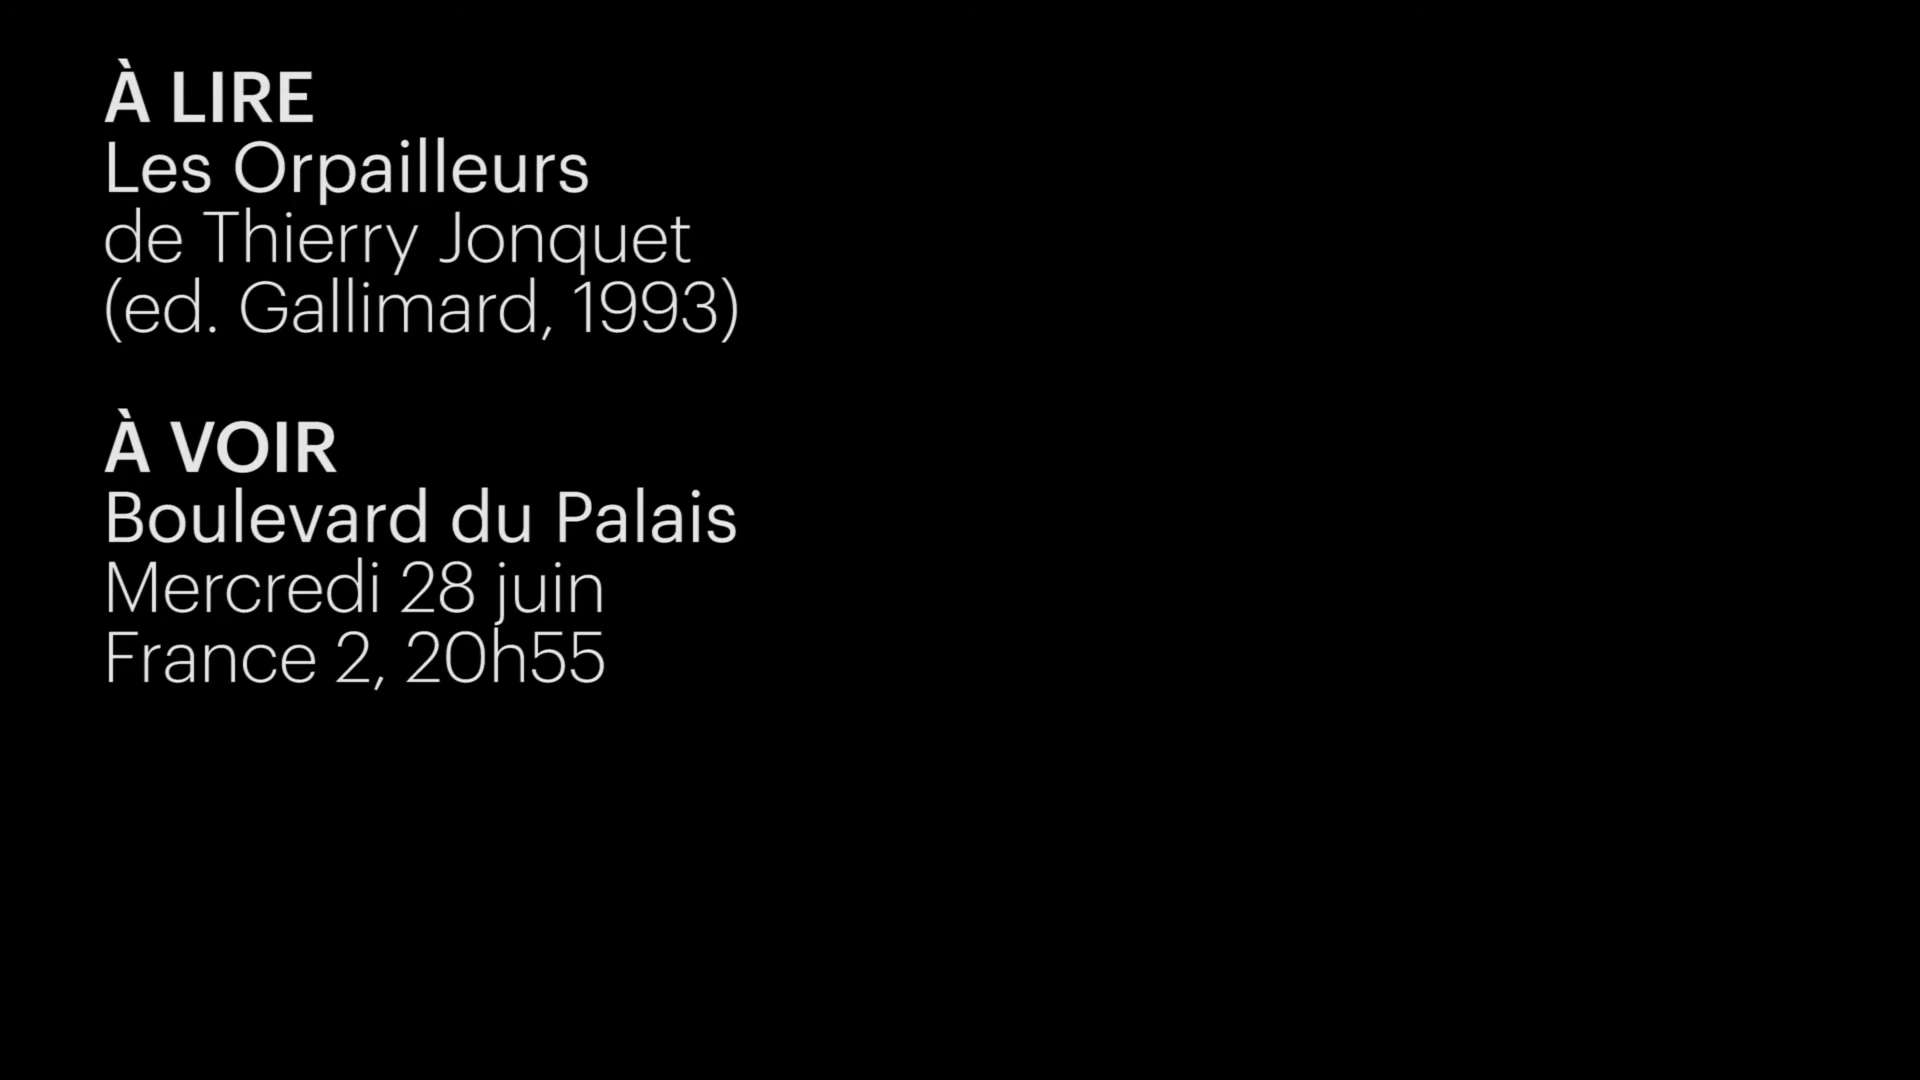 À LIRE
Les Orpailleurs
de Thierry Jonquet
(ed. Gallimard, 1993)
À VOIR
Boulevard du Palais
Mercredi 28 juin
France 2, 20h55